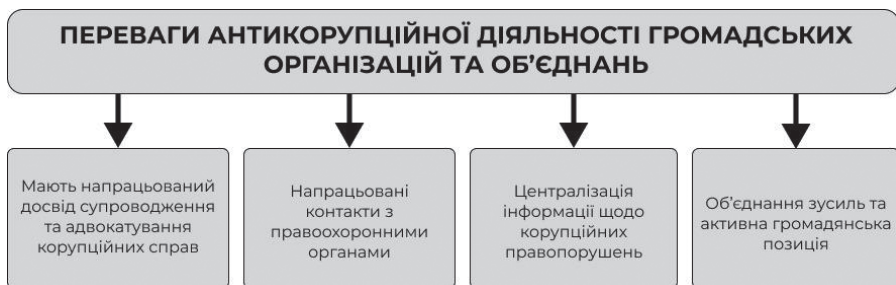 ПЕРЕВАГИ АНТИКОРУПЦІЙНОЇ ДІЯЛЬНОСТІ ГРОМАДСЬКИХ
ОРГАНІЗАЦІЙ ТА ОБ’ЄДНАНЬ
Мають напрацьований
досвід супроводження
та адвокатування
корупційних справ
Напрацьовані
контакти з
правоохоронними
органами
Централізація
інформації щодо
корупційних
правопорушень
Об’єднання зусиль та
активна громадянська
позиція